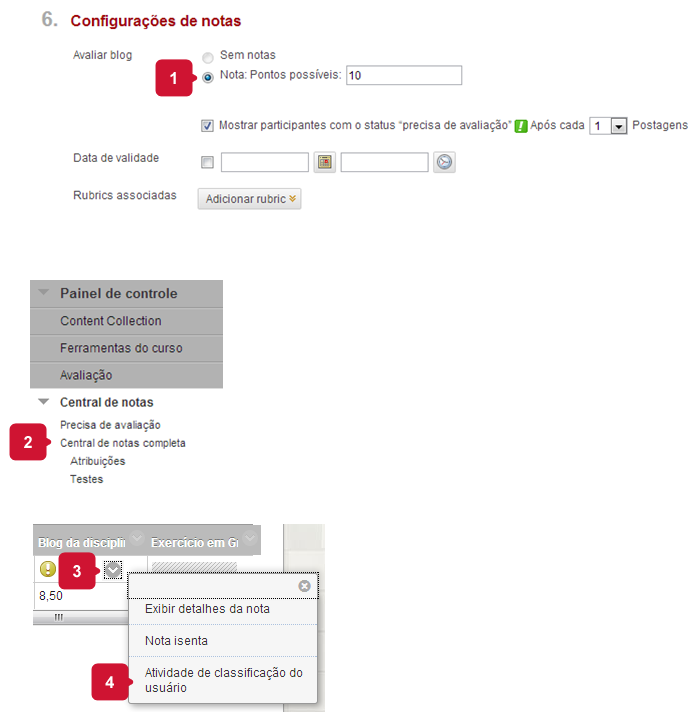 6. Configurações de notas
Avaliar blog
Sem notas
1
Nota: Pontos possíveis: 10
Mostrar participantes com o status “precisa de avaliação” ! Após cada 1 Postagens
Data de validade
Rubrics associadas
Adicionar rubric
Painel de controle
Content Collection
Ferramentas do curso
Avaliação
Central de notas
Precisa de avaliação
2
Central de notas completa
Atribuições
Testes
Blog da disciplin Exercício em Gr
! 3
8,50
Exibir detalhes da nota
Nota isenta
4
Atividade de classificação do
usuário